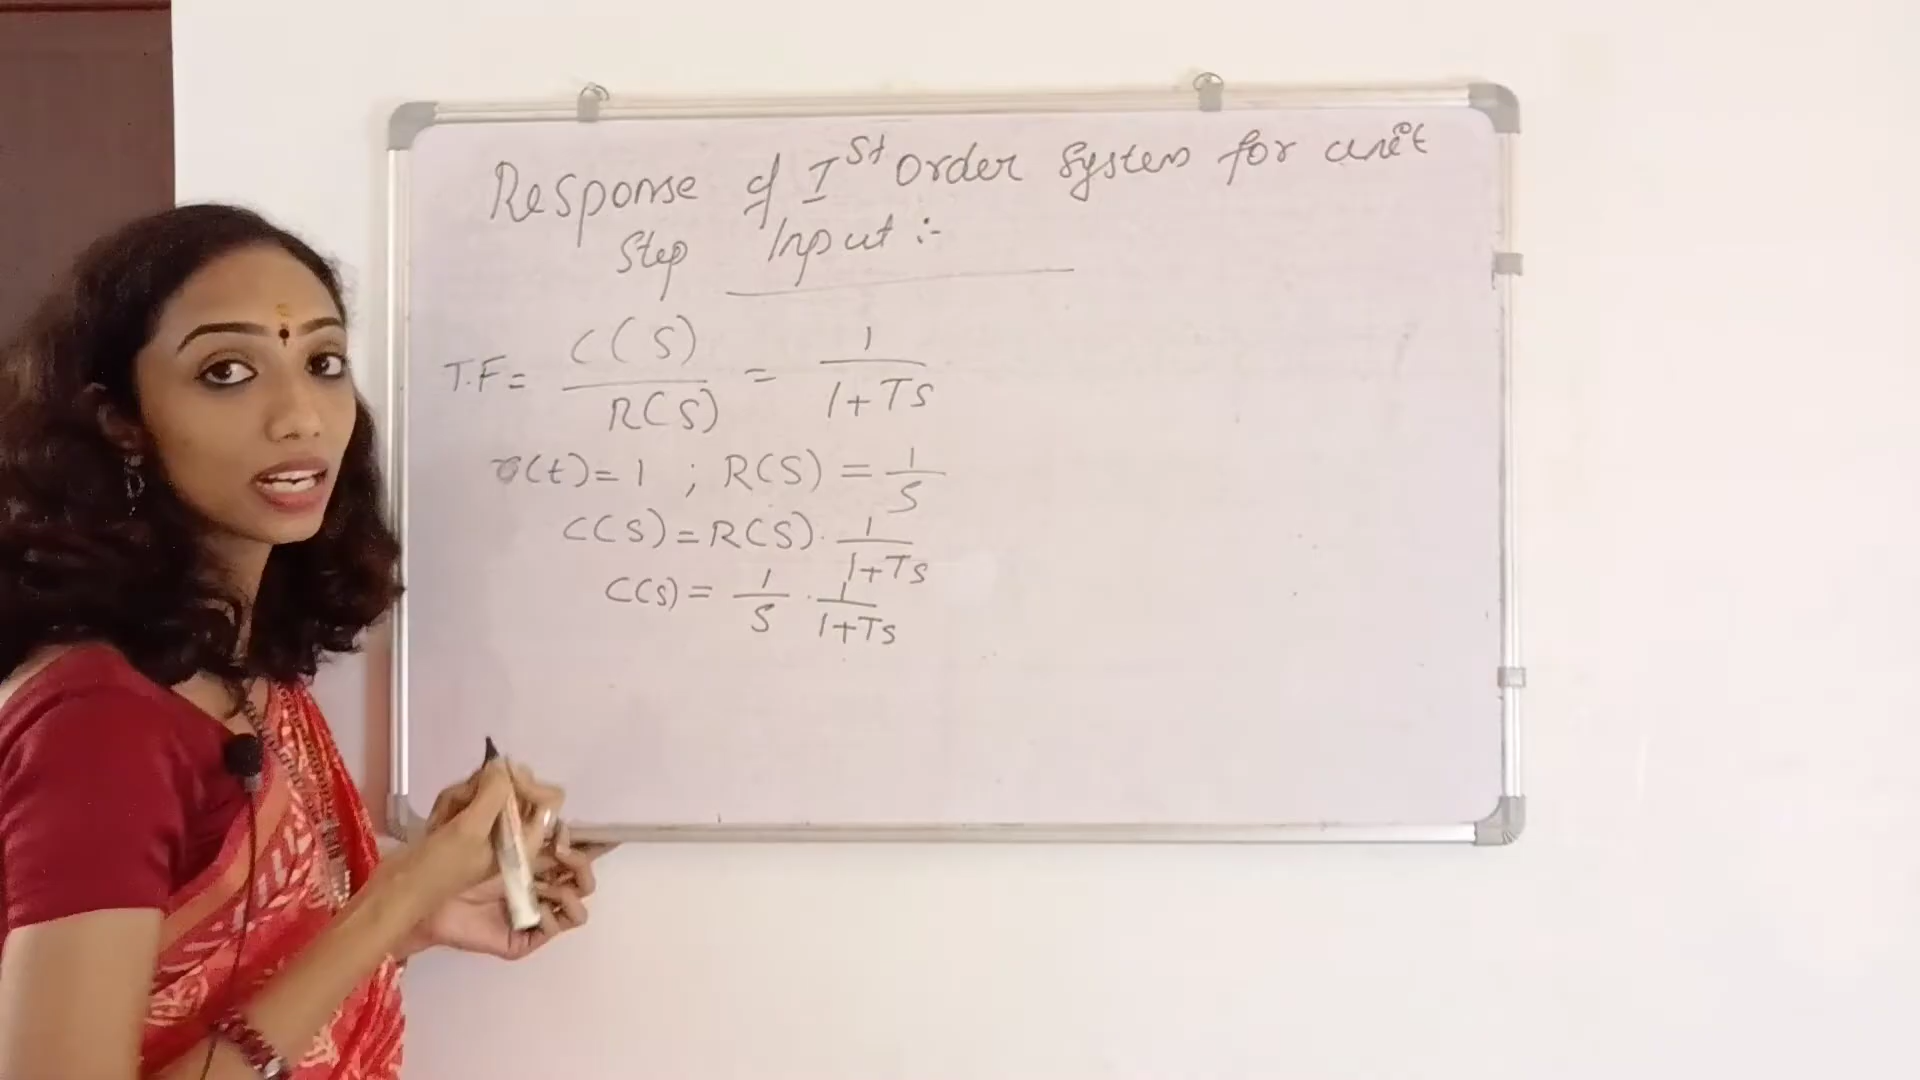 Response of Ist order System for unit
Step Input :-
T.F = C(S) / R(S) = 1 / 1+Ts
r(t) = 1 ; R(S) = 1 / S
C(S) = R(S) . 1 / 1+Ts
C(s) = 1 / S . 1 / 1+Ts